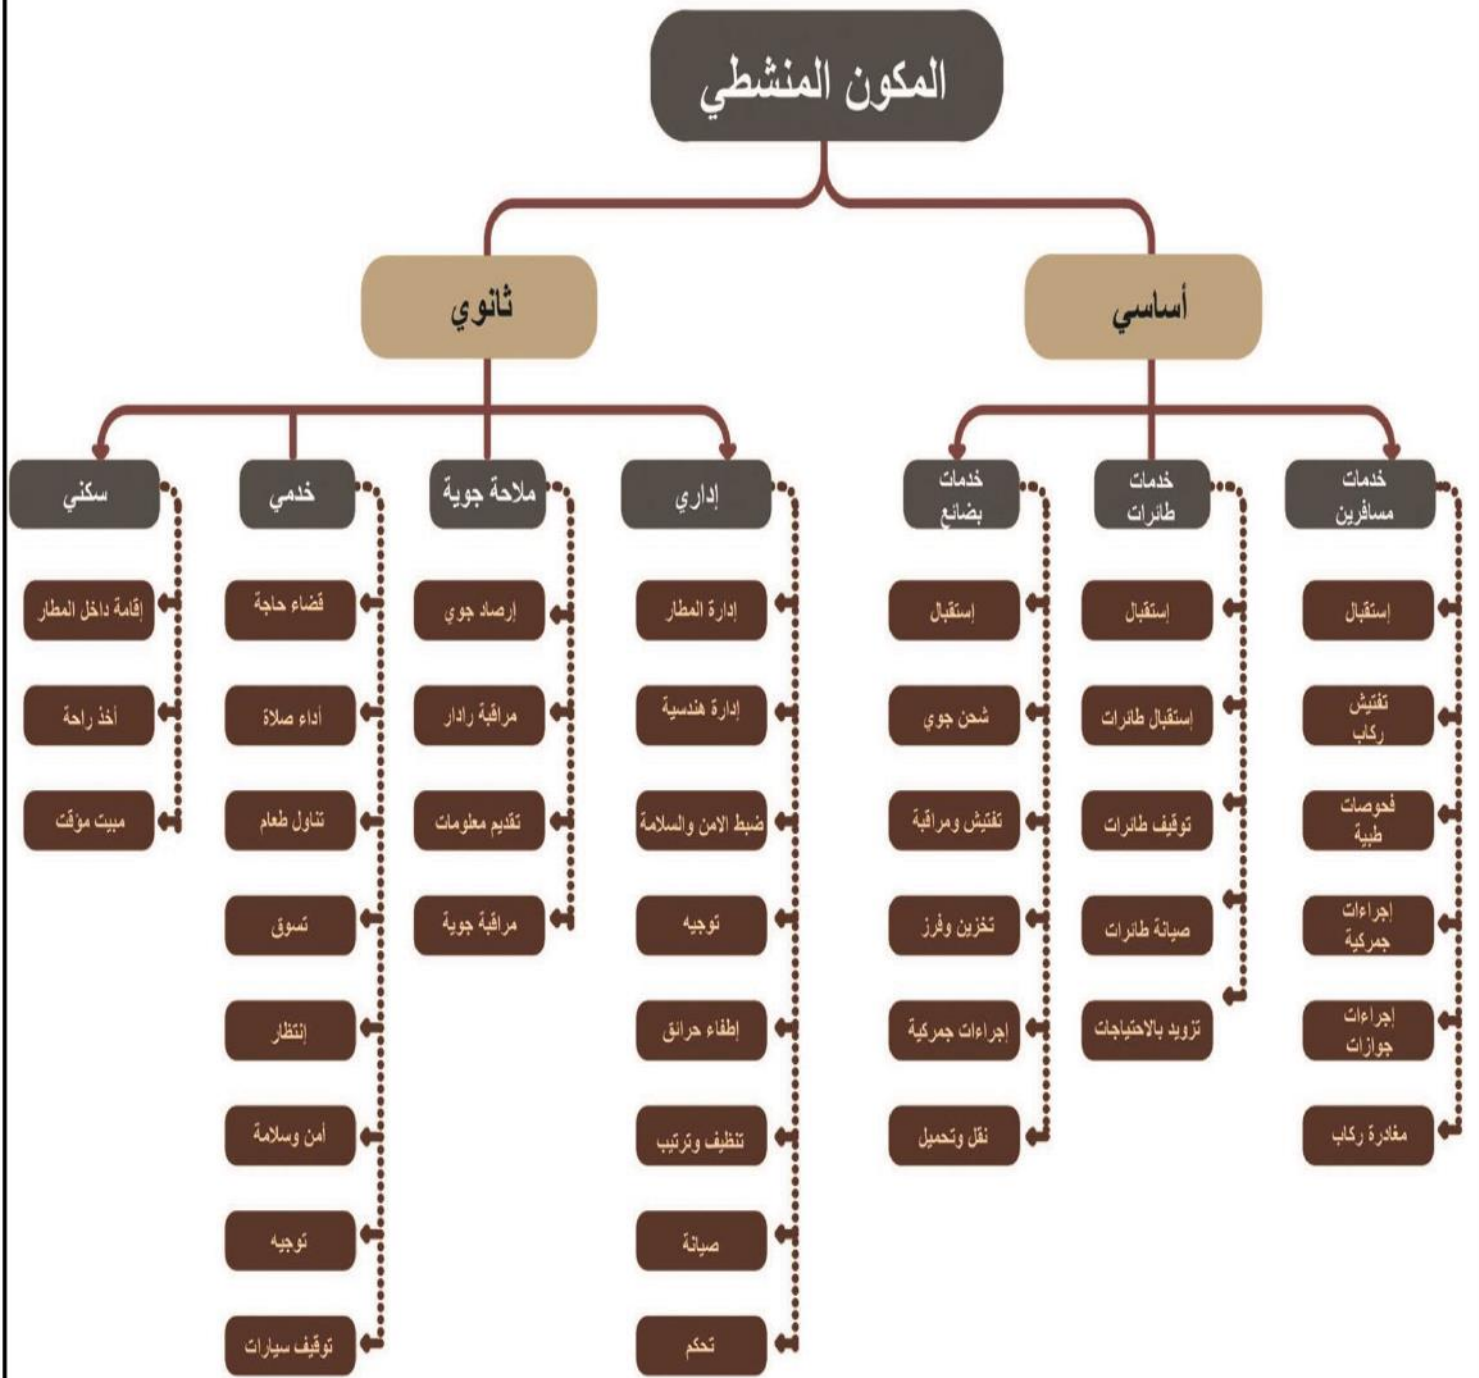 المكون المنشطي
أساسي
ثانوي
خدمات
مسافرين
إستقبال
تفتيش
ركاب
فحوصات
طبية
إجراءات
جمركية
إجراءات
جوازات
مغادرة ركاب
خدمات
طائرات
إستقبال
إستقبال طائرات
توقيف طائرات
صيانة طائرات
تزويد بالاحتياجات
خدمات
بضائع
إستقبال
شحن جوي
تفتيش ومراقبة
تخزين وفرز
إجراءات جمركية
نقل وتحميل
إداري
إدارة المطار
إدارة هندسية
ضبط الامن والسلامة
توجيه
إطفاء حرائق
تنظيف وترتيب
صيانة
تحكم
ملاحة جوية
إرصاد جوي
مراقبة رادار
تقديم معلومات
مراقبة جوية
خدمي
قضاء حاجة
أداء صلاة
تناول طعام
تسوق
إنتظار
أمن وسلامة
توجيه
توقيف سيارات
سكني
إقامة داخل المطار
أخذ راحة
مبيت مؤقت